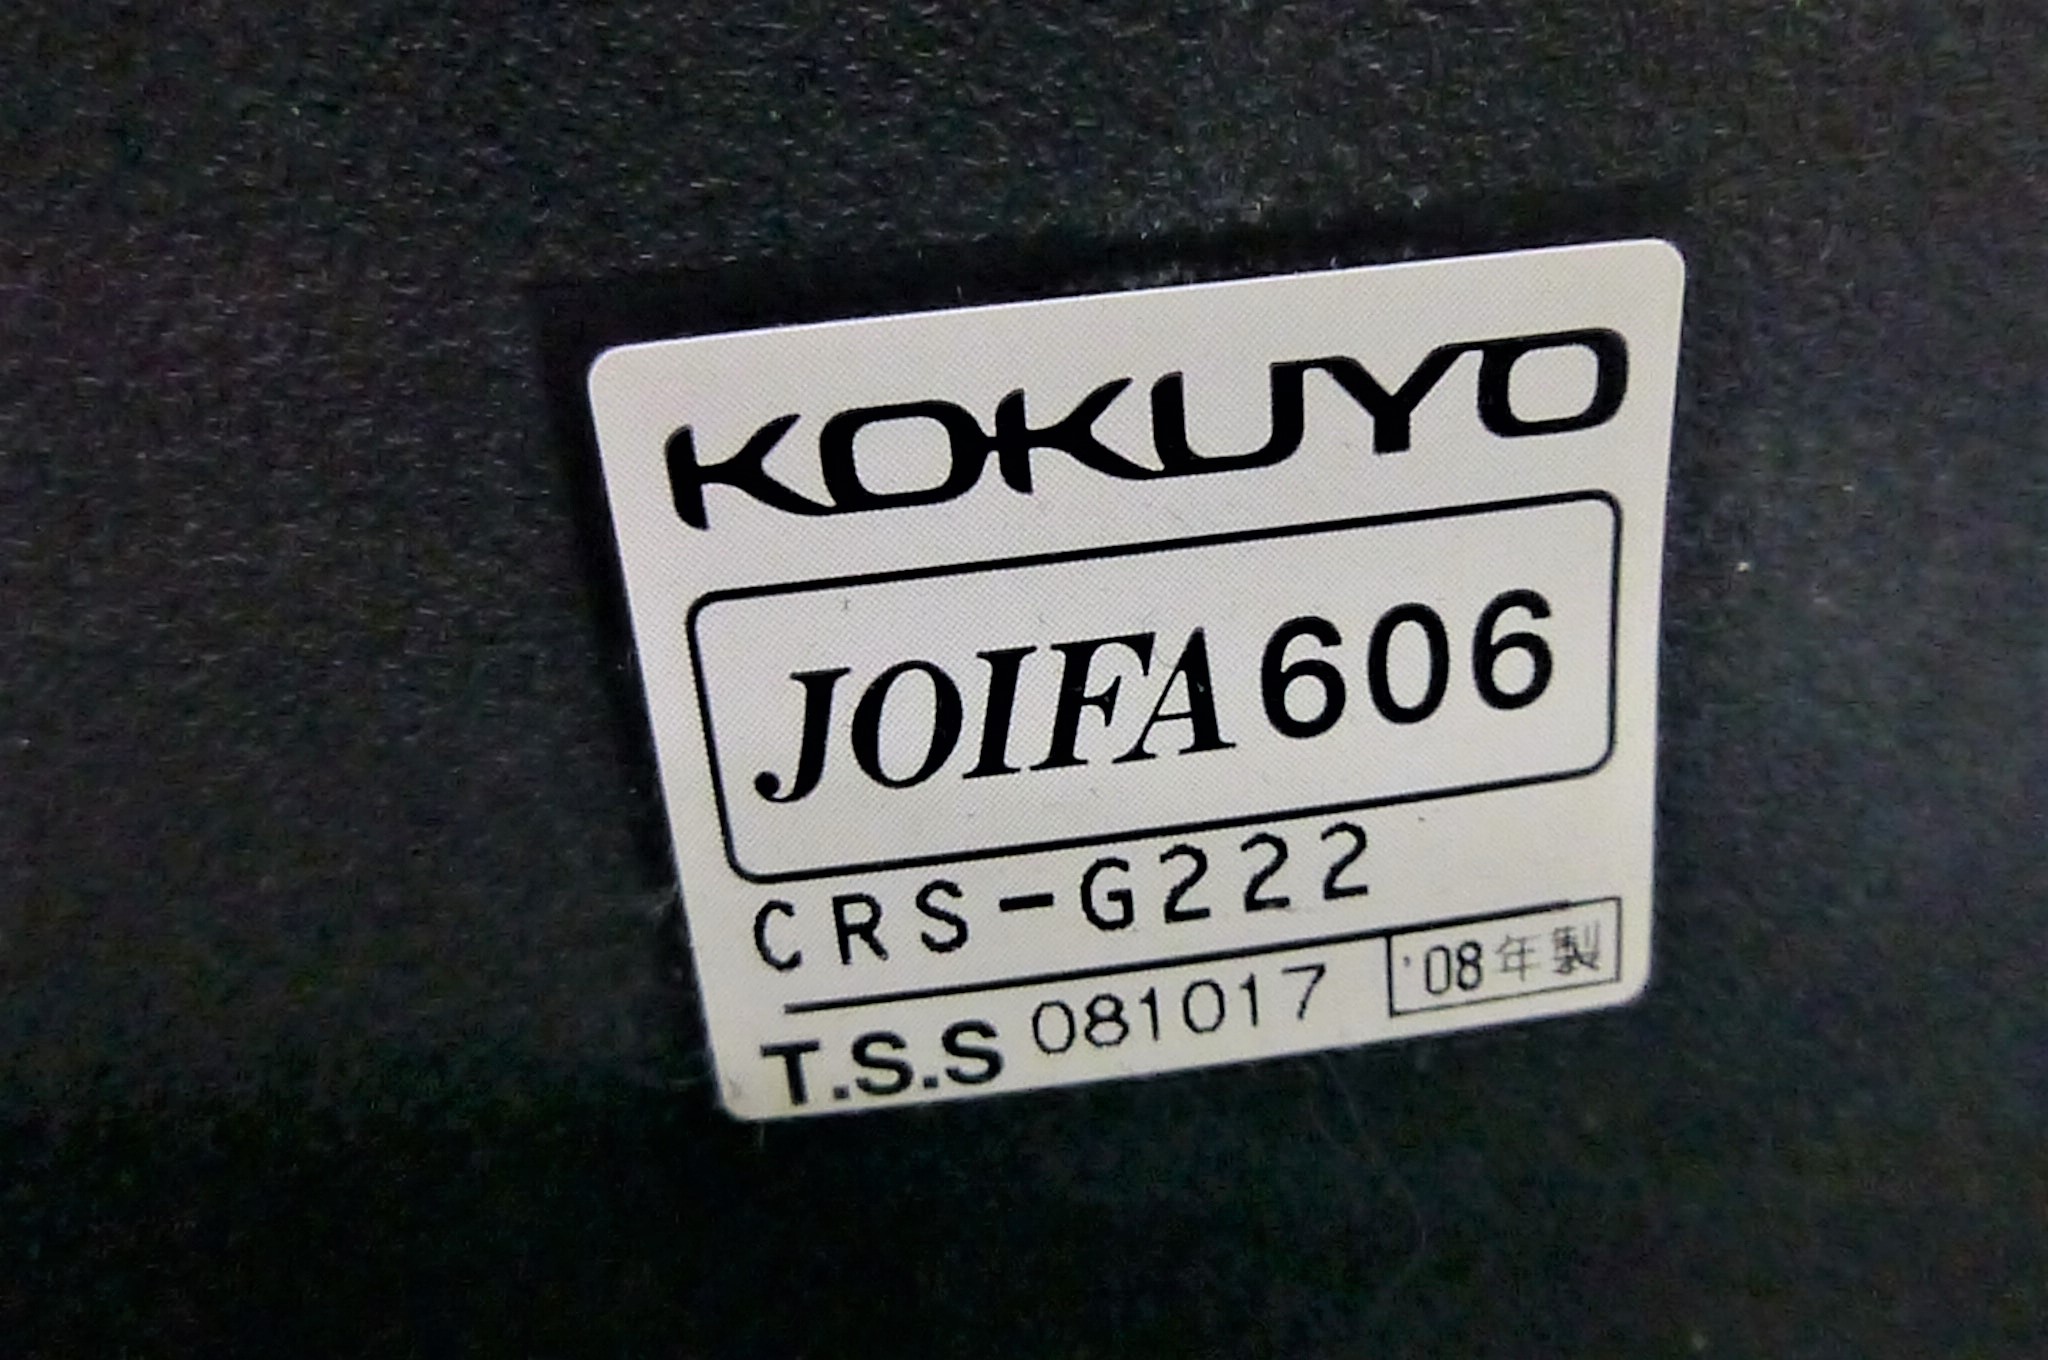 KOKUYO
JOIFA 606
CRS-G222
T.S.S 081017 '08年製